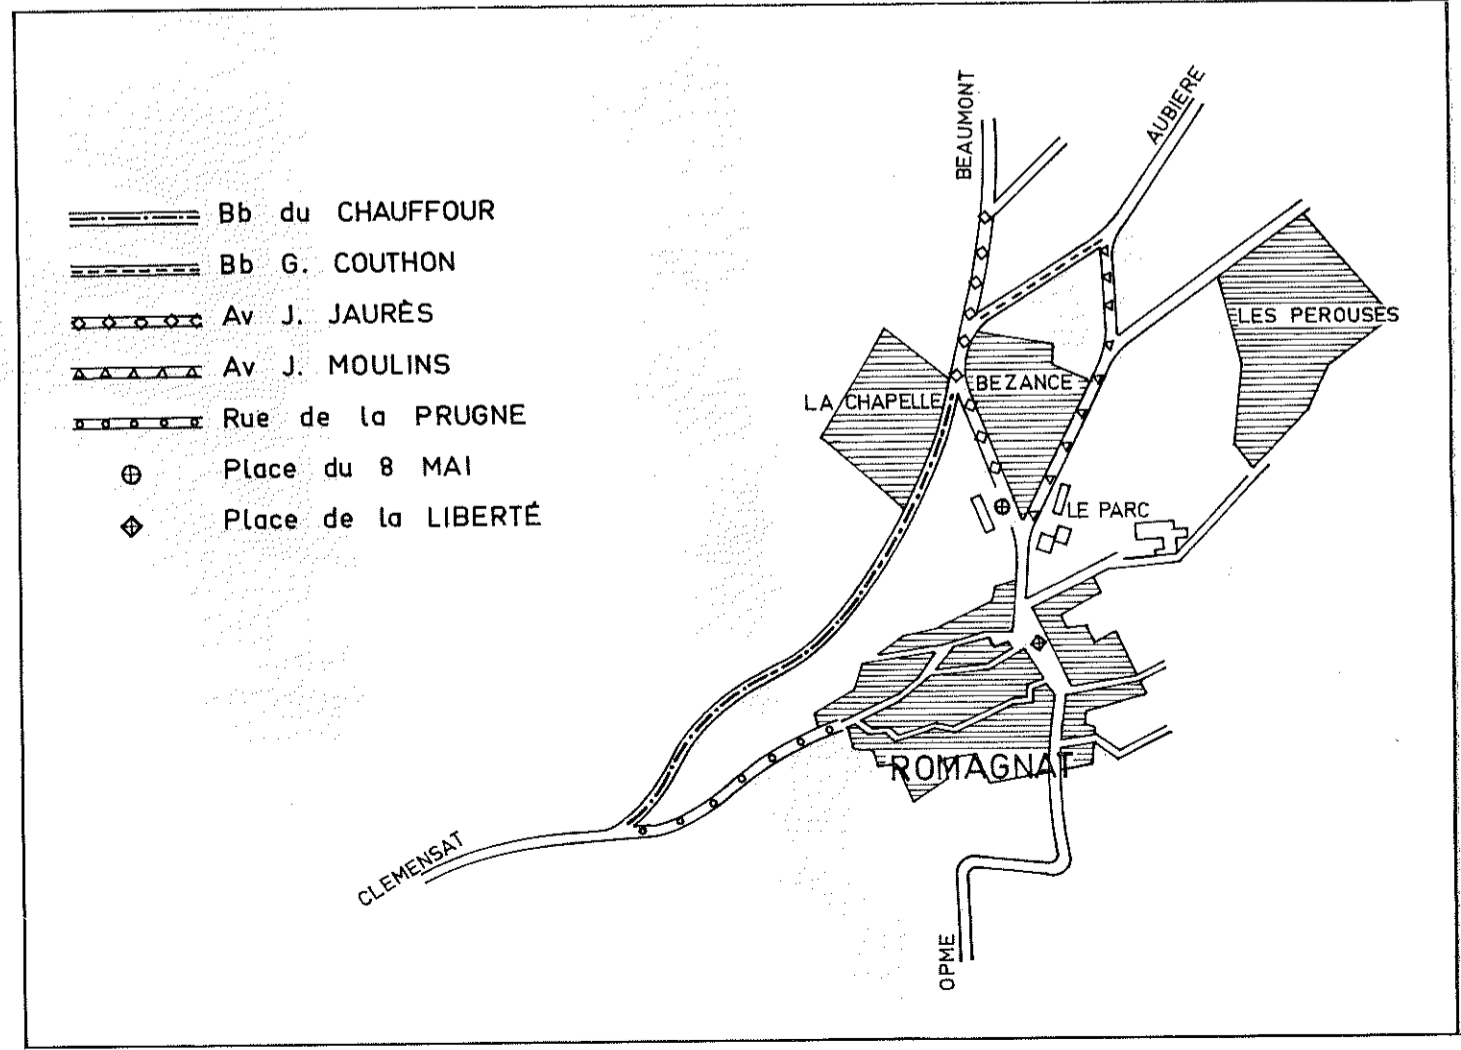 Bb du CHAUFFOUR
Bb G. COUTHON
Av J. JAURÈS
Av J. MOULINS
Rue de la PRUGNE
Place du 8 MAI
Place de la LIBERTÉ
BEAUMONT
AUBIERE
LES PEROUSES
BEZANCE
LA CHAPELLE
LE PARC
ROMAGNAT
CLEMENSAT
OPME